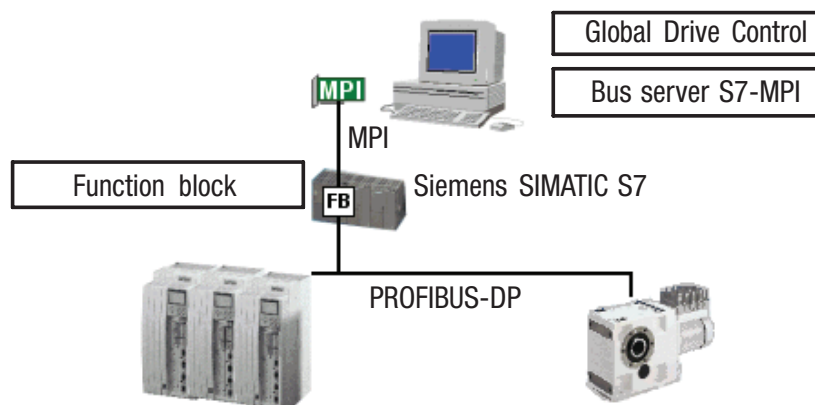 Global Drive Control
MPI
Bus server S7-MPI
MPI
Function block
FB
Siemens SIMATIC S7
PROFIBUS-DP